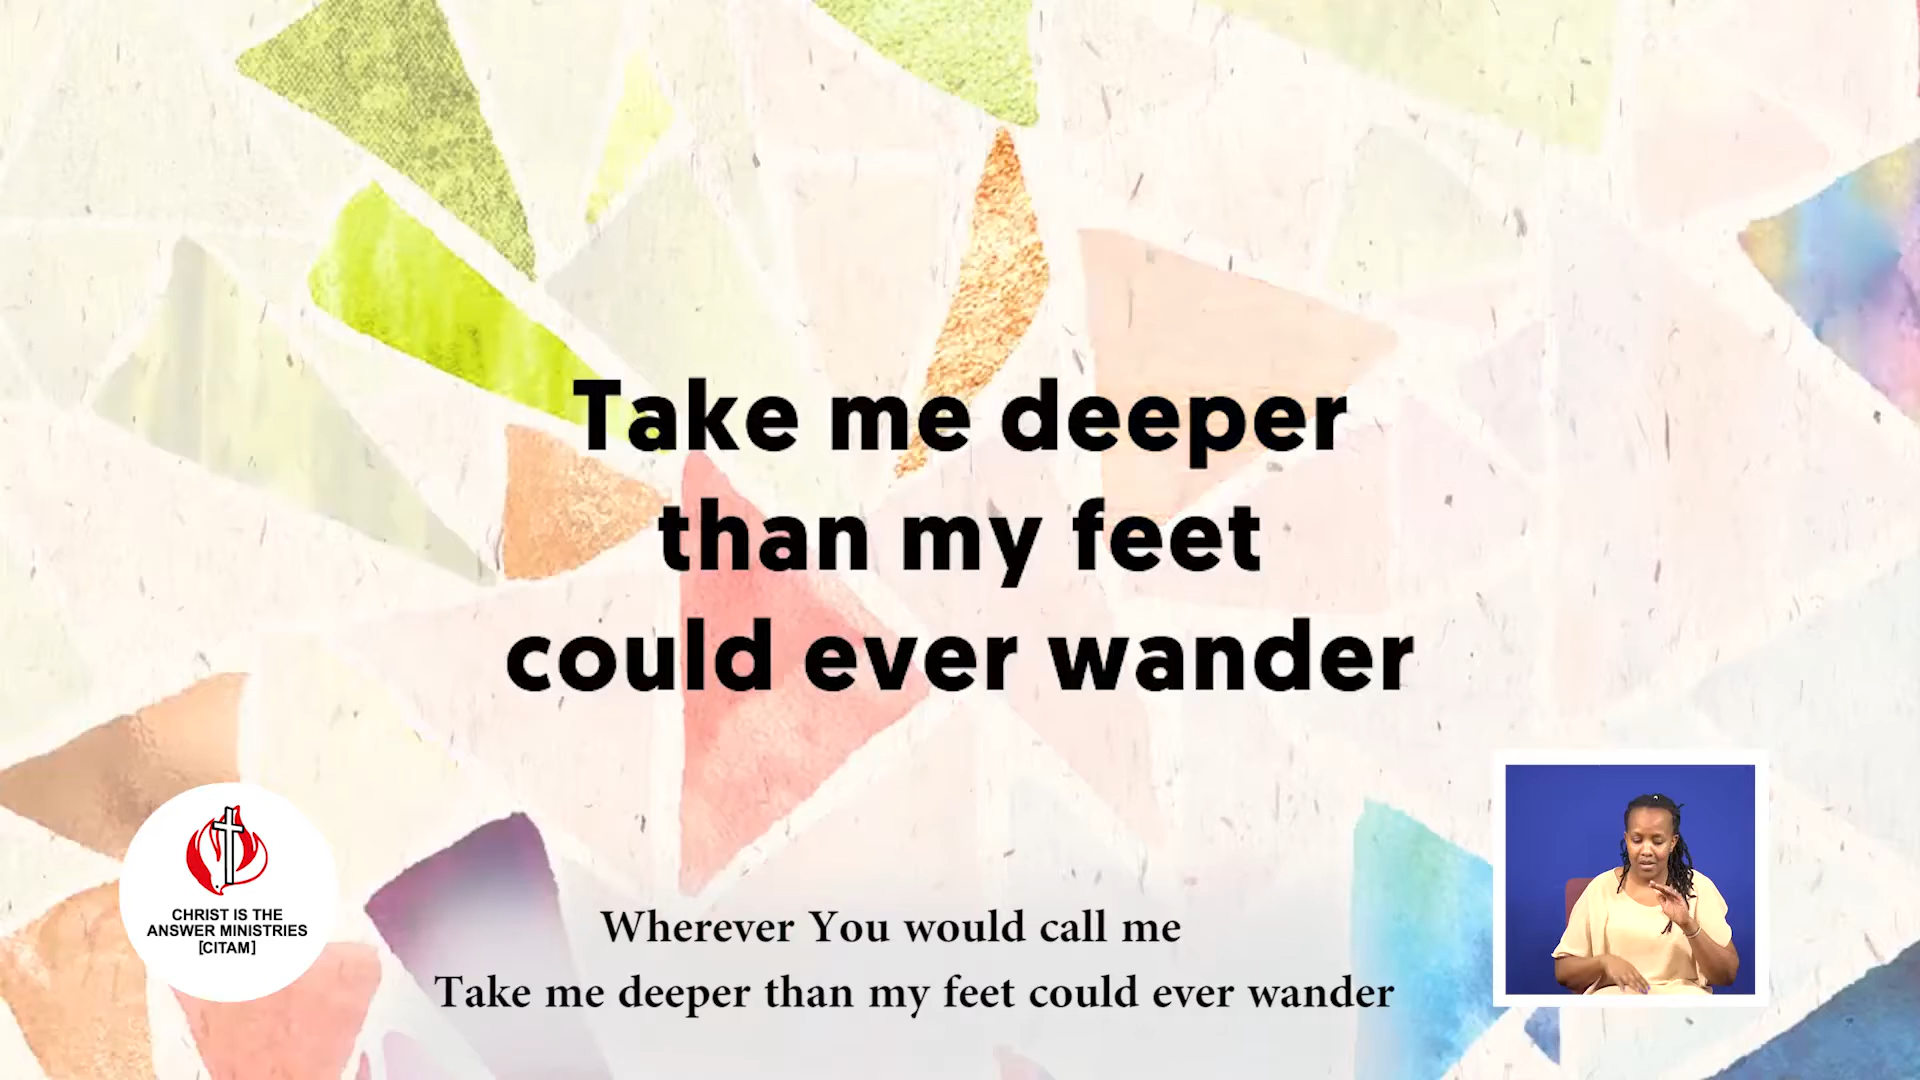 Take me deeper
than my feet
could ever wander
CHRIST IS THE
ANSWER MINISTRIES
[CITAM]
Wherever You would call me
Take me deeper than my feet could ever wander